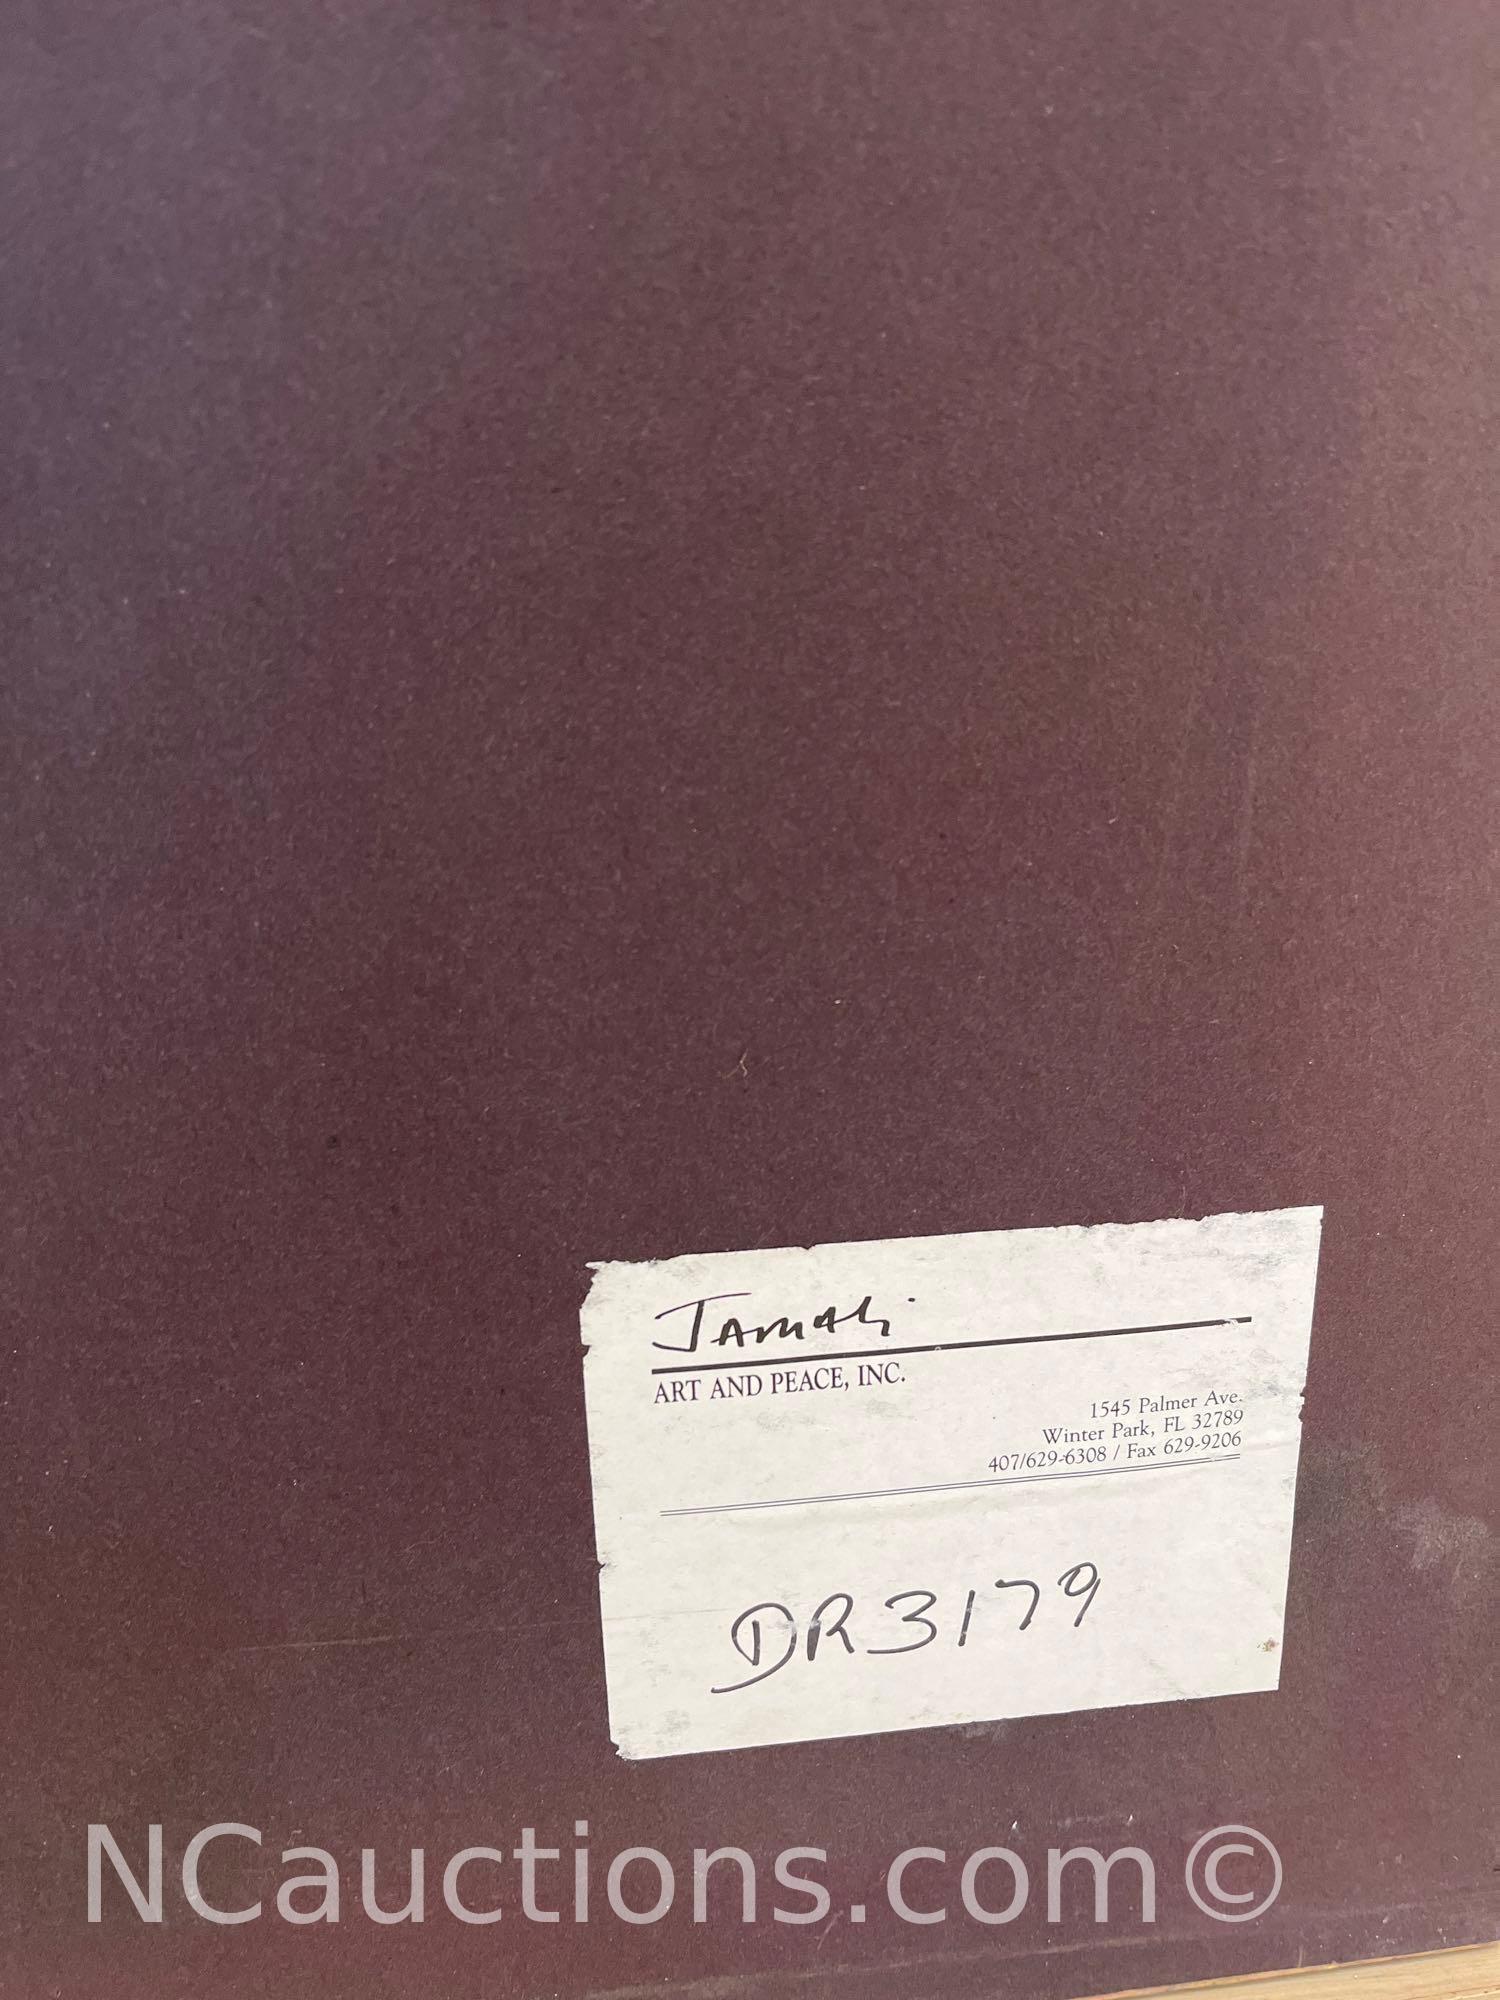 Jamali
ART AND PEACE, INC.
1545 Palmer Ave.
Winter Park, FL 32789
407/629-6308 / Fax 629-9206
DR3179
NCauctions.com©